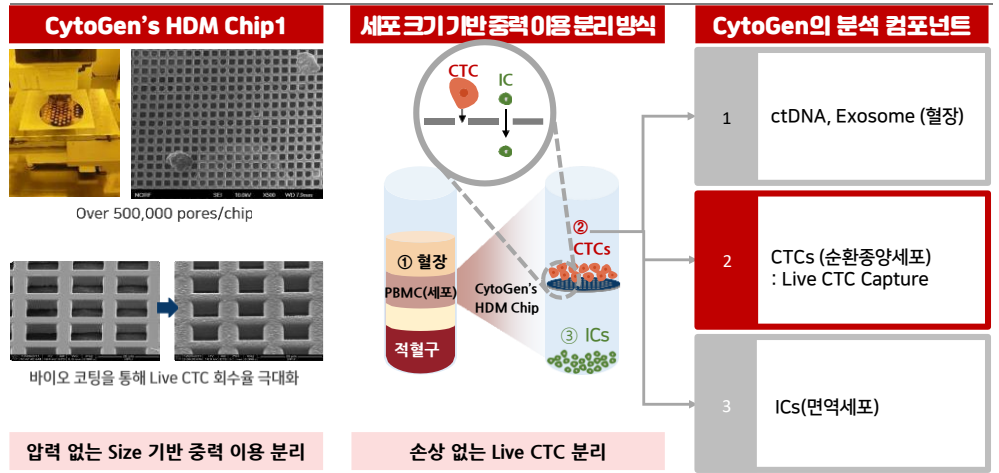 CytoGen's HDM Chip1
Over 500,000 pores/chip
바이오 코팅을 통해 Live CTC 회수율 극대화
압력 없는 Size 기반 중력 이용 분리
세포 크기 기반 중력 이용 분리 방식
CTC
IC
① 혈장
PBMC(세포)
적혈구
CytoGen's
HDM Chip
②
CTCs
③ ICs
손상 없는 Live CTC 분리
CytoGen의 분석 컴포넌트
1
ctDNA, Exosome (혈장)
2
CTCs (순환종양세포)
: Live CTC Capture
3
ICs(면역세포)